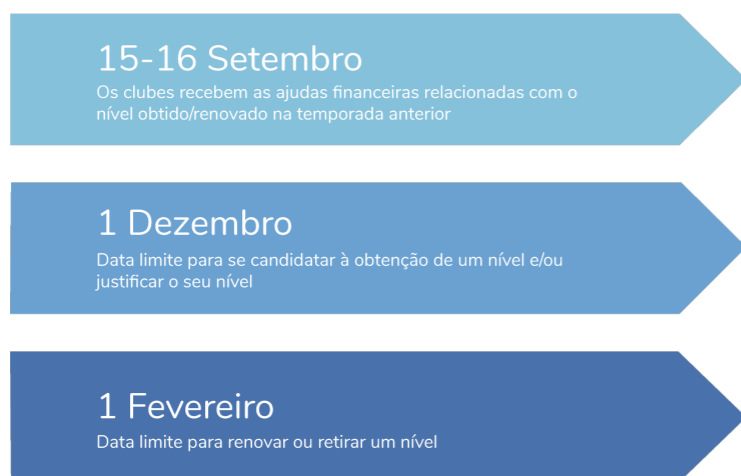 15-16 Setembro
Os clubes recebem as ajudas financeiras relacionadas com o
nível obtido/renovado na temporada anterior
1 Dezembro
Data limite para se candidatar à obtenção de um nível e/ou
justificar o seu nível
1 Fevereiro
Data limite para renovar ou retirar um nível